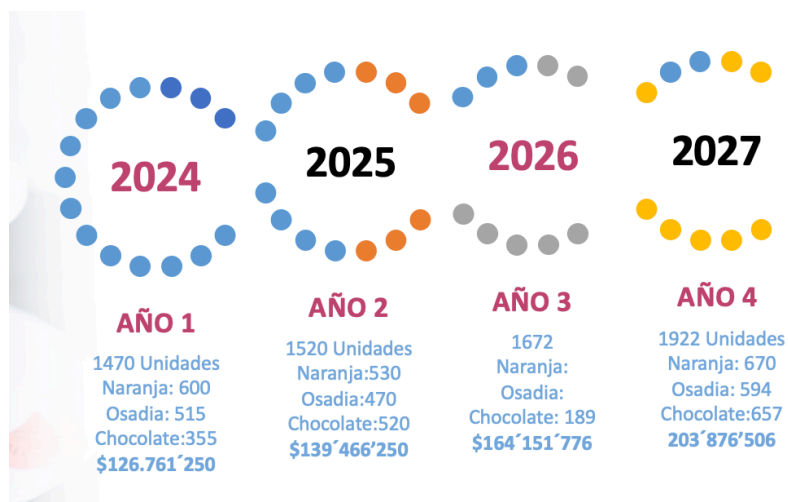 2024
AÑO 1
1470 Unidades
Naranja: 600
Osadia: 515
Chocolate:355
$126.761´250
2025
AÑO 2
1520 Unidades
Naranja:530
Osadia:470
Chocolate:520
$139´466’250
2026
AÑO 3
1672
Naranja:
Osadia:
Chocolate: 189
$164´151´776
2027
AÑO 4
1922 Unidades
Naranja: 670
Osadia: 594
Chocolate:657
203´876’506